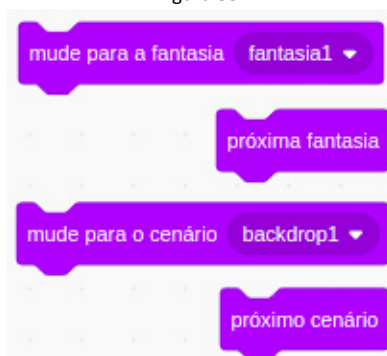 mude para a fantasia fantasia1
próxima fantasia
mude para o cenário backdrop1
próximo cenário